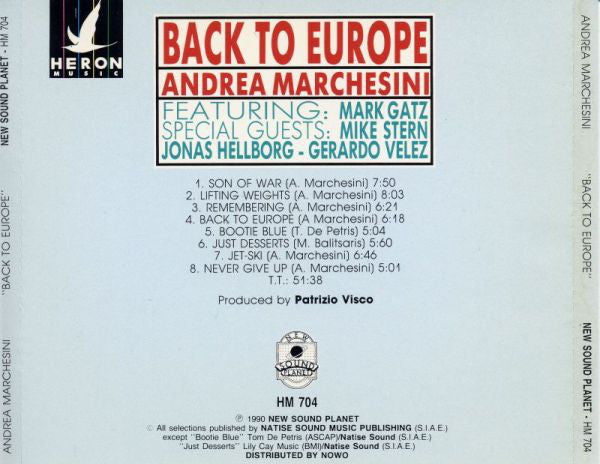 NEW SOUND PLANET - HM 704
"BACK TO EUROPE"
ANDREA MARCHESINI
HERON
MUSIC
BACK TO EUROPE
ANDREA MARCHESINI
FEATURING: MARK GATZ
SPECIAL GUESTS: MIKE STERN
JONAS HELLBORG - GERARDO VELEZ
1. SON OF WAR (A. Marchesini) 7:50
2. LIFTING WEIGHTS (A. Marchesini) 8:03
3. REMEMBERING (A. Marchesini) 6:21
4. BACK TO EUROPE (A Marchesini) 6:18
5. BOOTIE BLUE (T. De Petris) 5:04
6. JUST DESSERTS (M. Balitsaris) 5:60
7. JET-SKI (A. Marchesini) 6:46
8. NEVER GIVE UP (A. Marchesini) 5:01
T.T.: 51:38
Produced by Patrizio Visco
NEW
SOUND
PLANET
HM 704
℗ 1990 NEW SOUND PLANET
© All selections published by NATISE SOUND MUSIC PUBLISHING (S.I.A.E.)
except "Bootie Blue" Tom De Petris (ASCAP)/Natise Sound (S.I.A.E.)
"Just Desserts" Lily Cay Music (BMI)/Natise Sound (S.I.A.E.)
DISTRIBUTED BY NOWO
ANDREA MARCHESINI
"BACK TO EUROPE"
NEW SOUND PLANET - HM 704